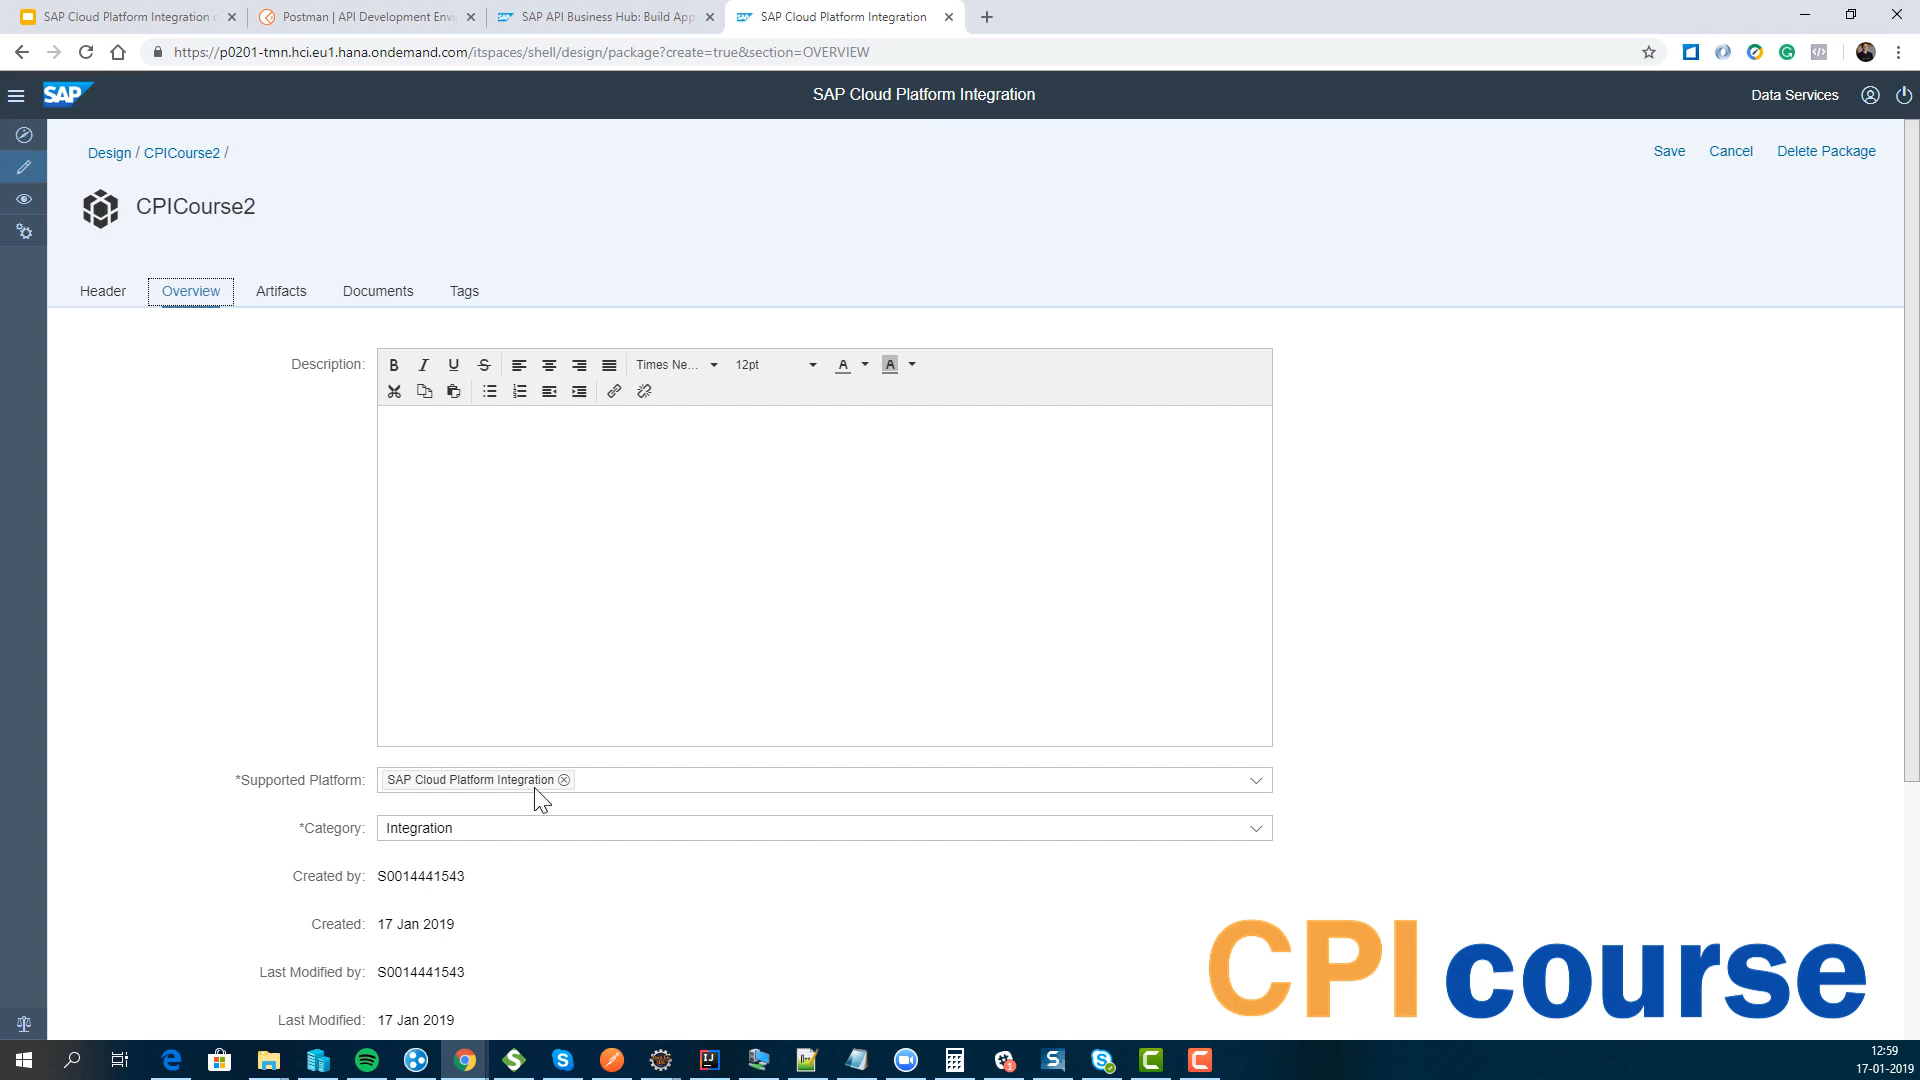 SAP Cloud Platform Integration c
Postman | API Development Envi
SAP API Business Hub: Build App
SAP Cloud Platform Integration
https://p0201-tmn.hci.eu1.hana.ondemand.com/itspaces/shell/design/package?create=true&section=OVERVIEW
SAP
SAP Cloud Platform Integration
Data Services
Design / CPICourse2 /
Save Cancel Delete Package
CPICourse2
Header Overview Artifacts Documents Tags
Description:
B I U S Times Ne... 12pt A A
*Supported Platform: SAP Cloud Platform Integration
*Category: Integration
Created by: S0014441543
Created: 17 Jan 2019
Last Modified by: S0014441543
Last Modified: 17 Jan 2019
CPI course
12:59
17-01-2019